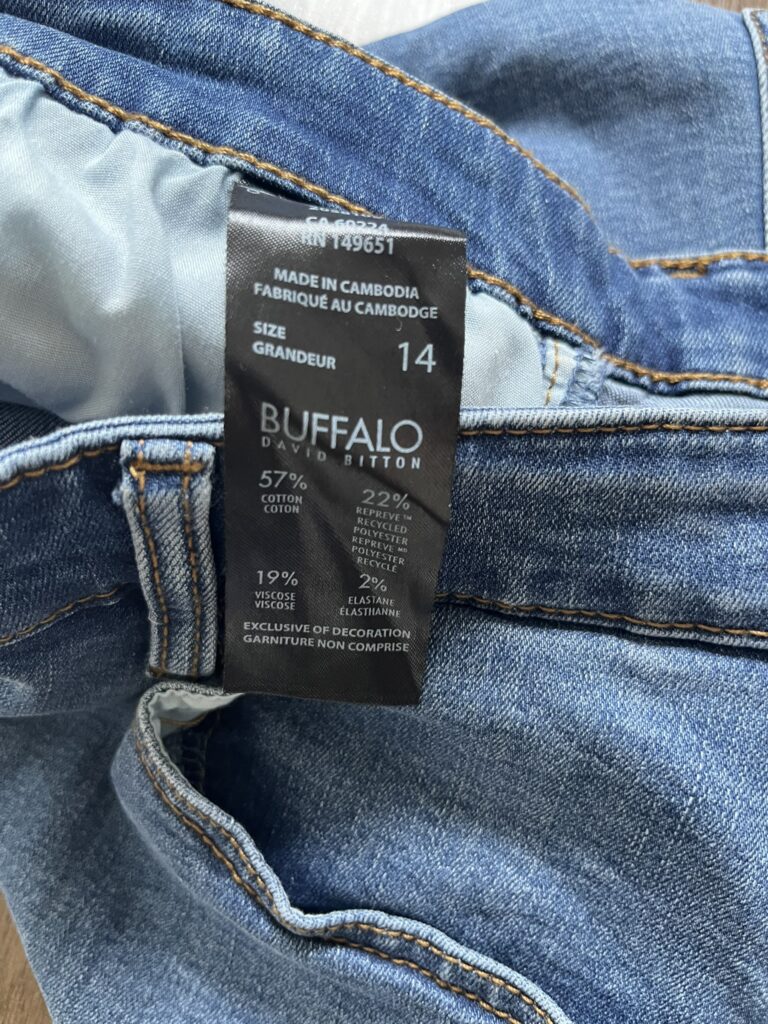 RN 149651
MADE IN CAMBODIA
FABRIQUÉ AU CAMBODGE
SIZE
GRANDEUR
14
BUFFALO
DAVID BITTON
57%
COTTON
COTON
22%
REPREVE™
RECYCLED
POLYESTER
REPREVE MD
POLYESTER
RECYCLÉ
19%
VISCOSE
VISCOSE
2%
ELASTANE
ÉLASTHANNE
EXCLUSIVE OF DECORATION
GARNITURE NON COMPRISE